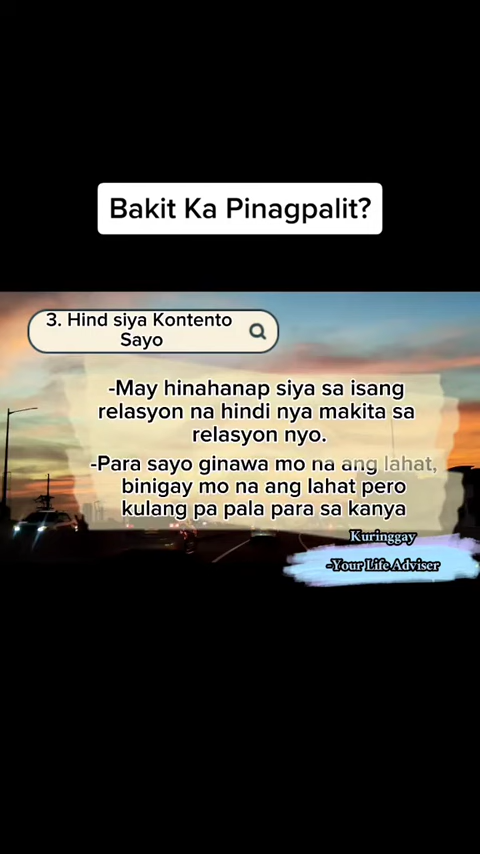 Bakit Ka Pinagpalit?
3. Hind siya Kontento
Sayo
-May hinahanap siya sa isang
relasyon na hindi nya makita sa
relasyon nyo.
-Para sayo ginawa mo na ang lahat,
binigay mo na ang lahat pero
kulang pa pala para sa kanya
Kuringgay
-Your Life Adviser